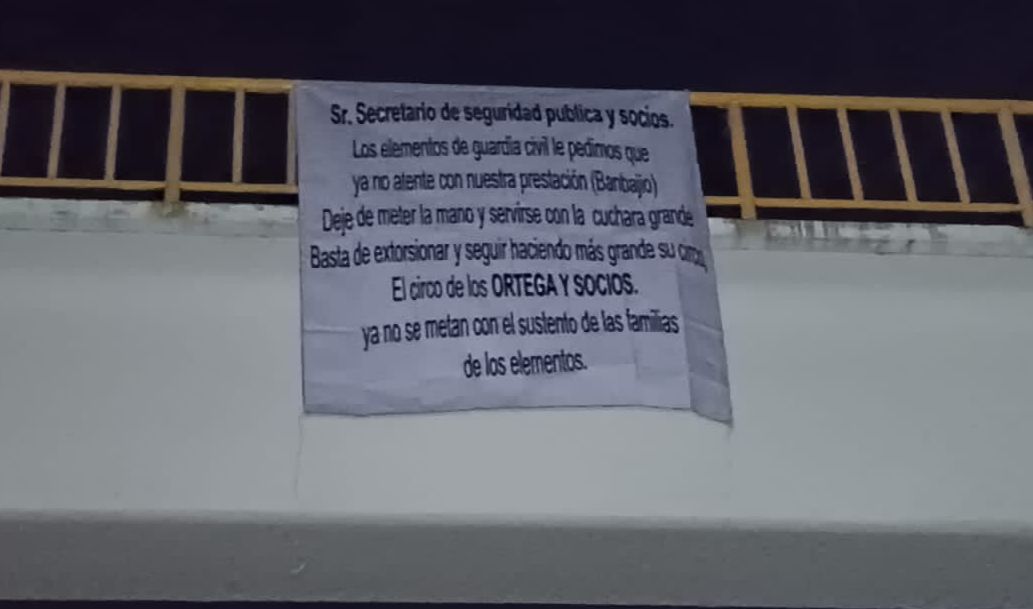 Sr. Secretario de seguridad publica y socios.
Los elementos de guardia civil le pedimos que
ya no atente con nuestra prestación (Banbajio)
Deje de meter la mano y servirse con la cuchara grande
Basta de extorsionar y seguir haciendo más grande su circo,
El circo de los ORTEGA Y SOCIOS.
ya no se metan con el sustento de las familias
de los elementos.